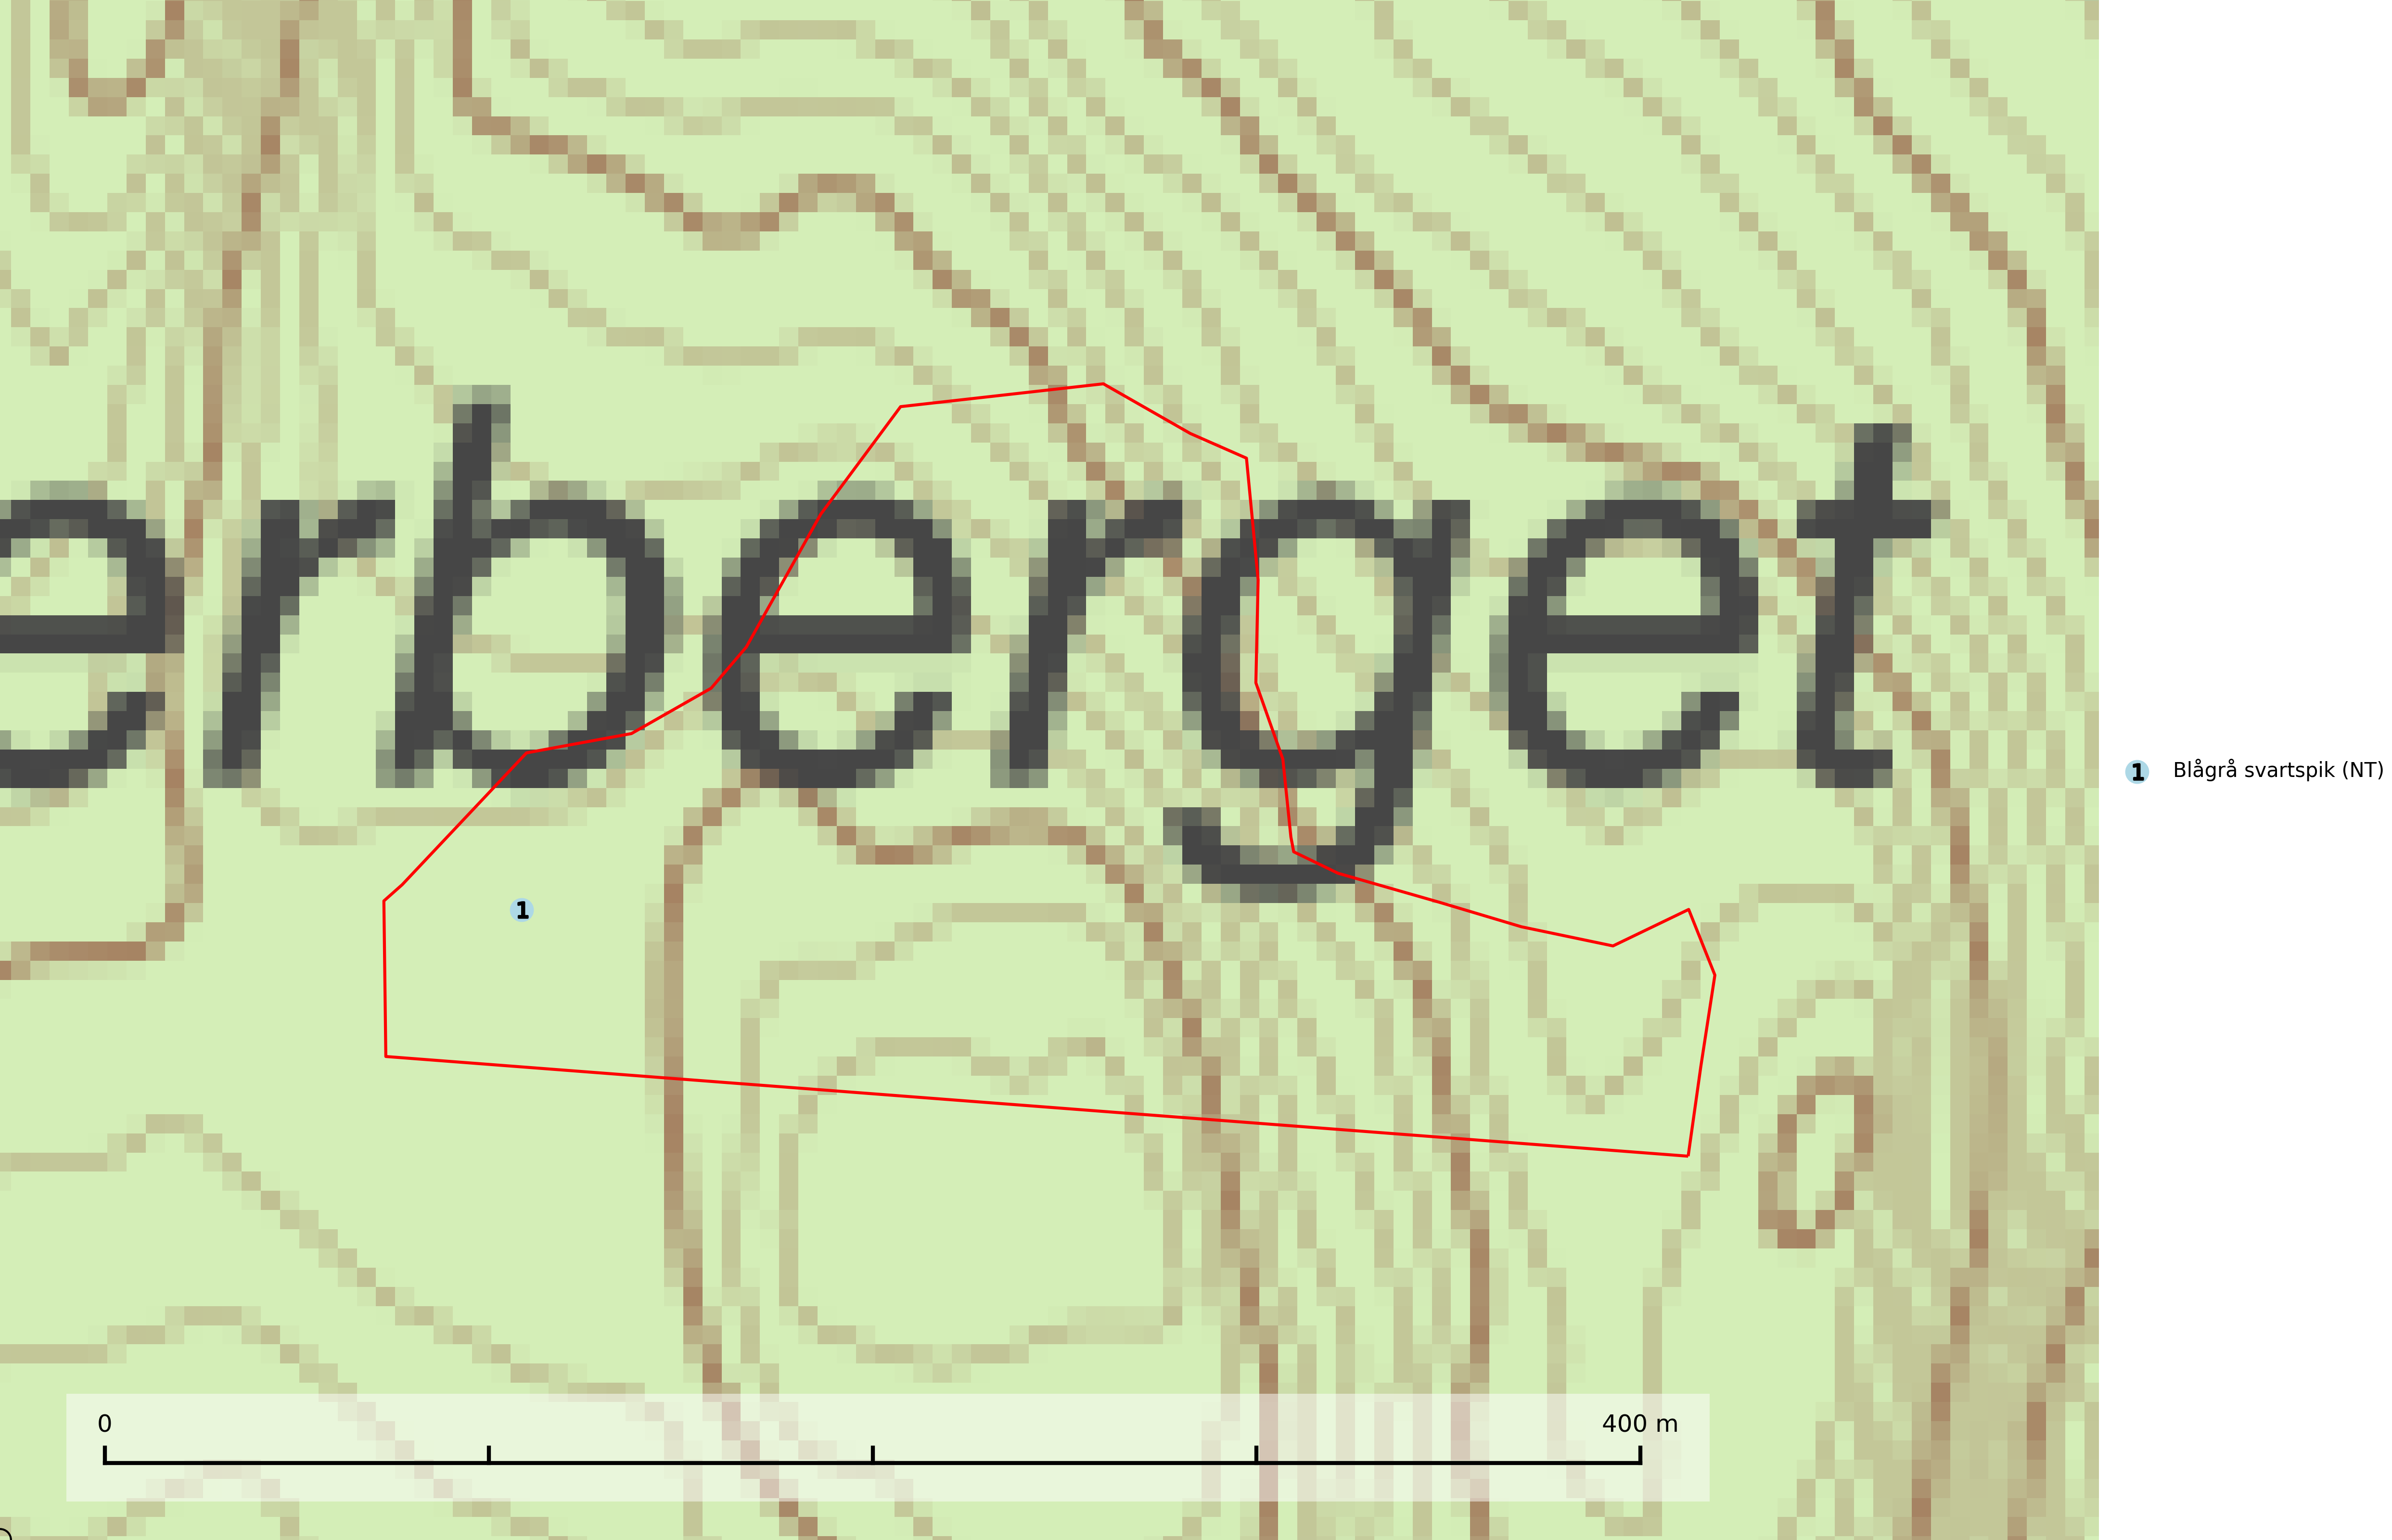 erberget
1
1 Blågrå svartspik (NT)
0 400 m